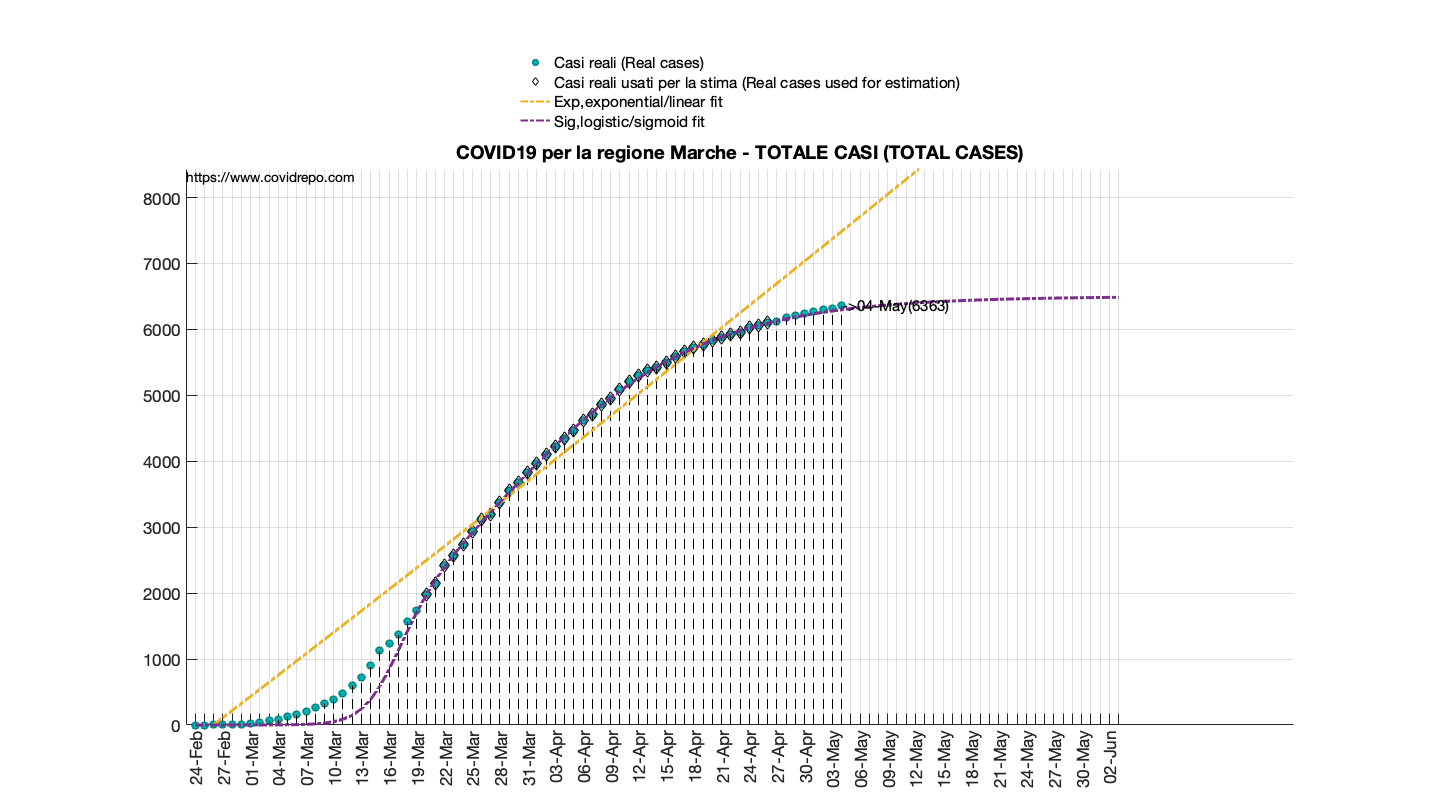 Casi reali (Real cases)
Casi reali usati per la stima (Real cases used for estimation)
Exp,exponential/linear fit
Sig,logistic/sigmoid fit
COVID19 per la regione Marche - TOTALE CASI (TOTAL CASES)
https://www.covidrepo.com
8000
7000
6000
5000
4000
3000
2000
1000
0
->04-May(6363)
24-Feb
27-Feb
01-Mar
04-Mar
07-Mar
10-Mar
13-Mar
16-Mar
19-Mar
22-Mar
25-Mar
28-Mar
31-Mar
03-Apr
06-Apr
09-Apr
12-Apr
15-Apr
18-Apr
21-Apr
24-Apr
27-Apr
30-Apr
03-May
06-May
09-May
12-May
15-May
18-May
21-May
24-May
27-May
30-May
02-Jun